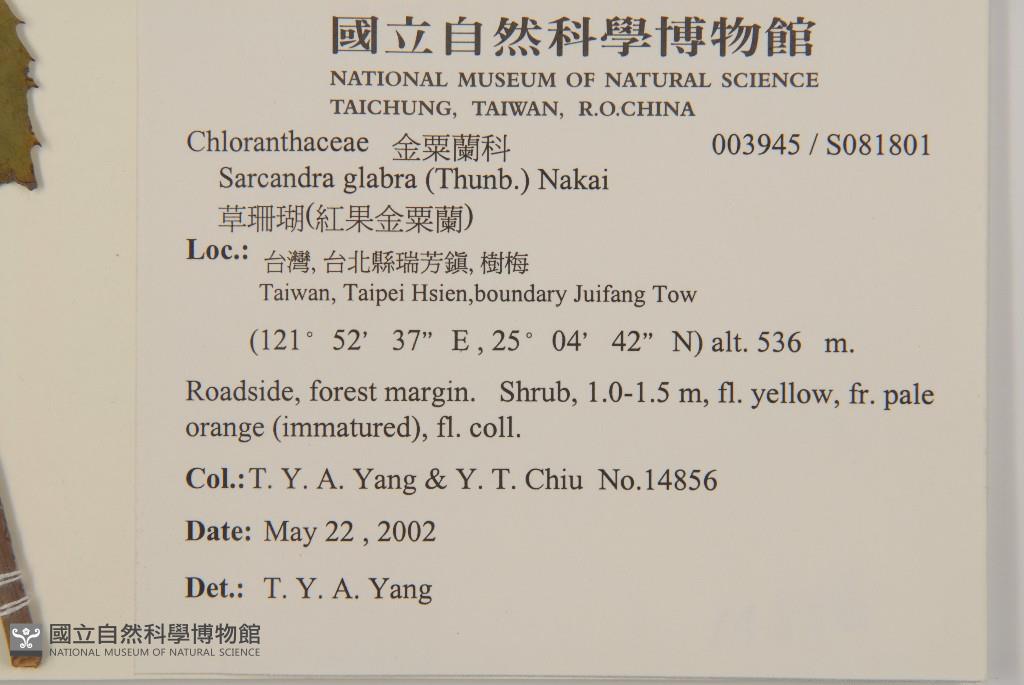 國立自然科學博物館
NATIONAL MUSEUM OF NATURAL SCIENCE
TAICHUNG, TAIWAN, R.O.CHINA
Chloranthaceae 金粟蘭科 003945 / S081801
Sarcandra glabra (Thunb.) Nakai
草珊瑚(紅果金粟蘭)
Loc.: 台灣, 台北縣瑞芳鎮, 樹梅
Taiwan, Taipei Hsien,boundary Juifang Tow
(121° 52’ 37” E , 25° 04’ 42” N) alt. 536 m.
Roadside, forest margin. Shrub, 1.0-1.5 m, fl. yellow, fr. pale
orange (immatured), fl. coll.
Col.: T. Y. A. Yang & Y. T. Chiu No.14856
Date: May 22 , 2002
Det.: T. Y. A. Yang
國立自然科學博物館
NATIONAL MUSEUM OF NATURAL SCIENCE